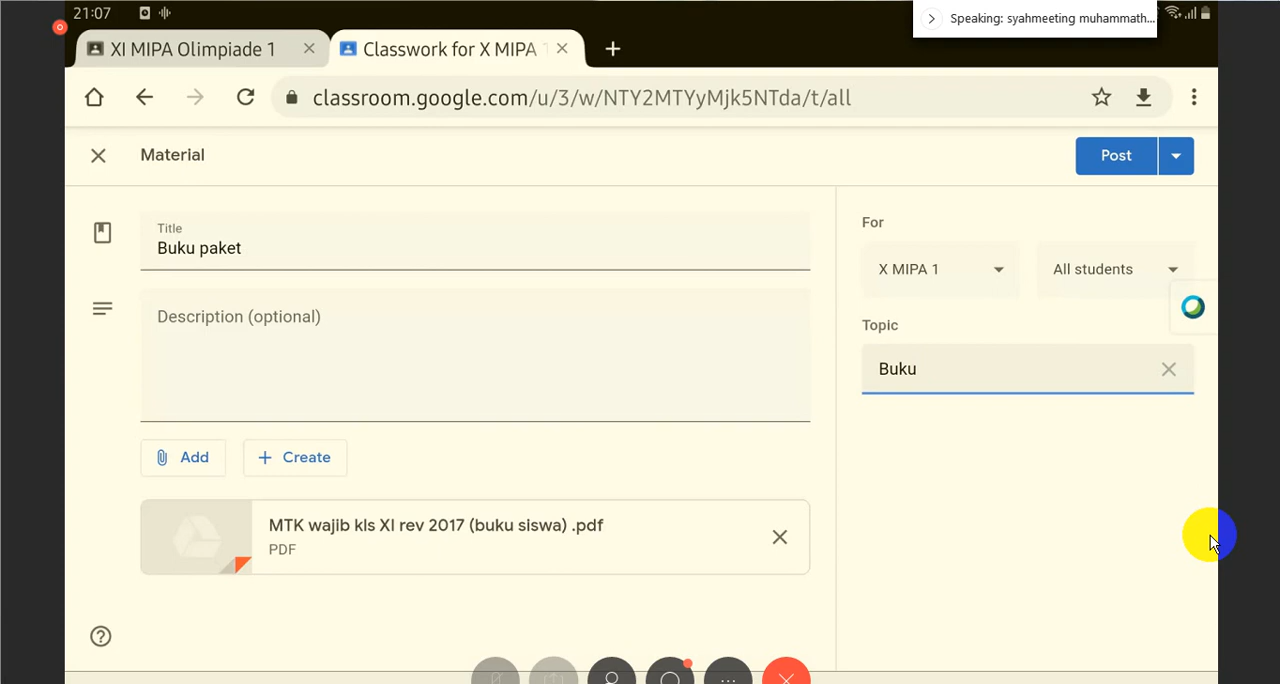 21:07
Speaking: syahmeeting muhammath...
XI MIPA Olimpiade 1
Classwork for X MIPA
classroom.google.com/u/3/w/NTY2MTYyMjk5NTda/t/all
Material
Post
Title
Buku paket
Description (optional)
Add
Create
MTK wajib kls XI rev 2017 (buku siswa) .pdf
PDF
For
X MIPA 1
All students
Topic
Buku